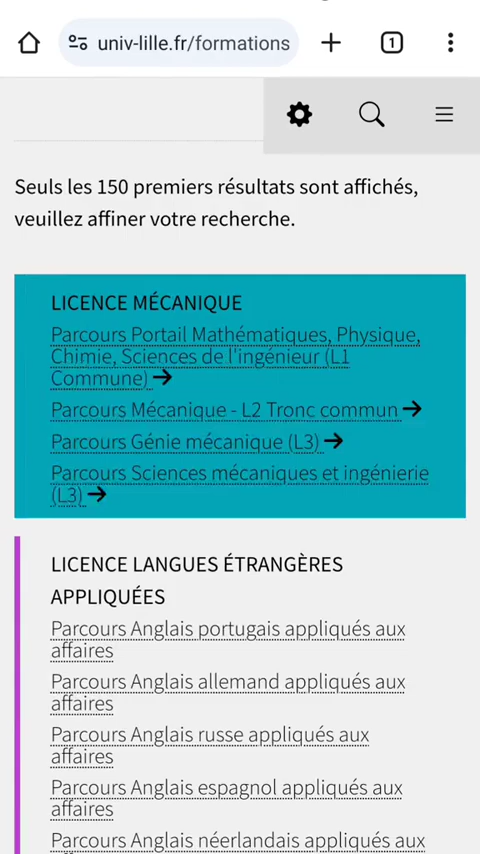 univ-lille.fr/formations
1
Seuls les 150 premiers résultats sont affichés,
veuillez affiner votre recherche.
LICENCE MÉCANIQUE
Parcours Portail Mathématiques, Physique,
Chimie, Sciences de l'ingénieur (L1
Commune)
Parcours Mécanique - L2 Tronc commun
Parcours Génie mécanique (L3)
Parcours Sciences mécaniques et ingénierie
(L3)
LICENCE LANGUES ÉTRANGÈRES
APPLIQUÉES
Parcours Anglais portugais appliqués aux
affaires
Parcours Anglais allemand appliqués aux
affaires
Parcours Anglais russe appliqués aux
affaires
Parcours Anglais espagnol appliqués aux
affaires
Parcours Anglais néerlandais appliqués aux